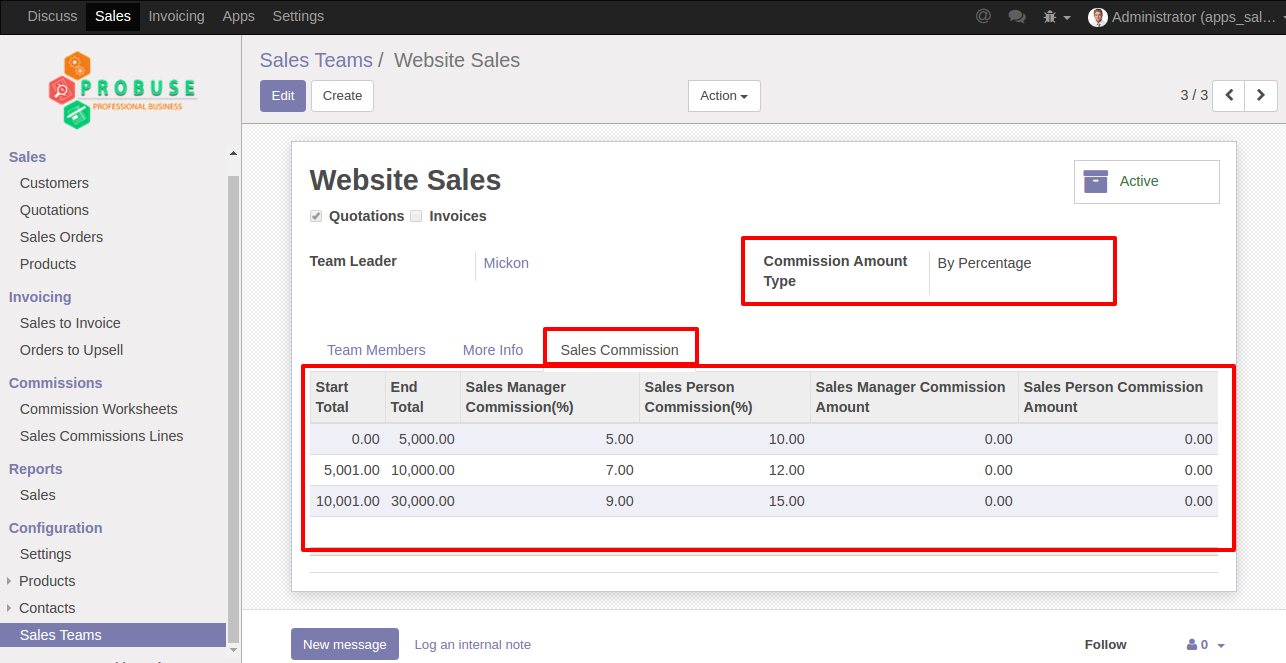 Discuss Sales Invoicing Apps Settings @ Administrator (apps_sal...
PROBUSE
PROFESSIONAL BUSINESS
Sales
Customers
Quotations
Sales Orders
Products
Invoicing
Sales to Invoice
Orders to Upsell
Commissions
Commission Worksheets
Sales Commissions Lines
Reports
Sales
Configuration
Settings
Products
Contacts
Sales Teams
Sales Teams / Website Sales
Edit Create Action 3 / 3
Website Sales
Active
Quotations Invoices
Team Leader Mickon
Commission Amount
Type
By Percentage
Team Members More Info Sales Commission
Start
Total
End
Total
Sales Manager
Commission(%)
Sales Person
Commission(%)
Sales Manager Commission
Amount
Sales Person Commission
Amount
0.00 5,000.00 5.00 10.00 0.00 0.00
5,001.00 10,000.00 7.00 12.00 0.00 0.00
10,001.00 30,000.00 9.00 15.00 0.00 0.00
New message Log an internal note Follow 0